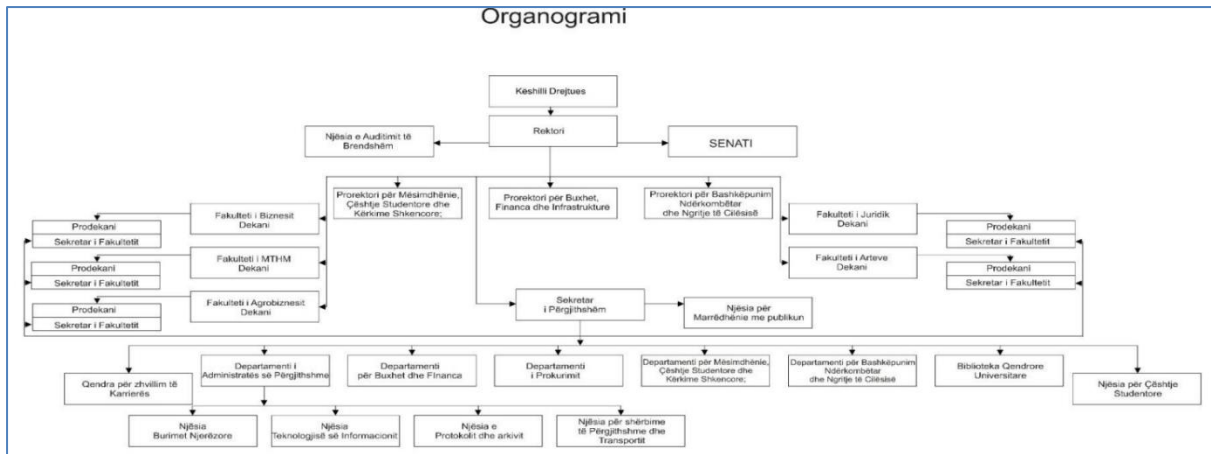 Organogrami
Këshilli Drejtues
Rektori
Njësia e Auditimit të
Brendshëm
SENATI
Prorektori për Mësimdhënie,
Çështje Studentore dhe
Kërkime Shkencore;
Prorektori për Buxhet,
Financa dhe Infrastrukturë
Prorektori për Bashkëpunim
Ndërkombëtar
dhe Ngritje të Cilësisë
Fakulteti i Biznesit
Dekani
Prodekani
Sekretar i Fakultetit
Fakulteti i Juridik
Dekani
Prodekani
Sekretar i Fakultetit
Fakulteti i MTHM
Dekani
Prodekani
Sekretar i Fakultetit
Fakulteti i Arteve
Dekani
Prodekani
Sekretar i Fakultetit
Fakulteti i Agrobiznesit
Dekani
Prodekani
Sekretar i Fakultetit
Sekretar
i Përgjithshëm
Njësia për
Marrëdhënie me publikun
Qendra për zhvillim të
Karrierës
Departamenti i
Administratës së Përgjithshme
Departamenti
për Buxhet dhe FInanca
Departamenti
i Prokurimit
Departamenti për Mësimdhënie,
Çështje Studentore dhe
Kërkime Shkencore;
Departamenti për Bashkëpunim
Ndërkombëtar
dhe Ngritje të Cilësisë
Biblioteka Qendrore
Universitare
Njësia për Çështje
Studentore
Njësia
Burimet Njerëzore
Njësia
Teknologjisë së Informacionit
Njësia e
Protokolit dhe arkivit
Njësia për shërbime
të Përgjithshme dhe
Transportit